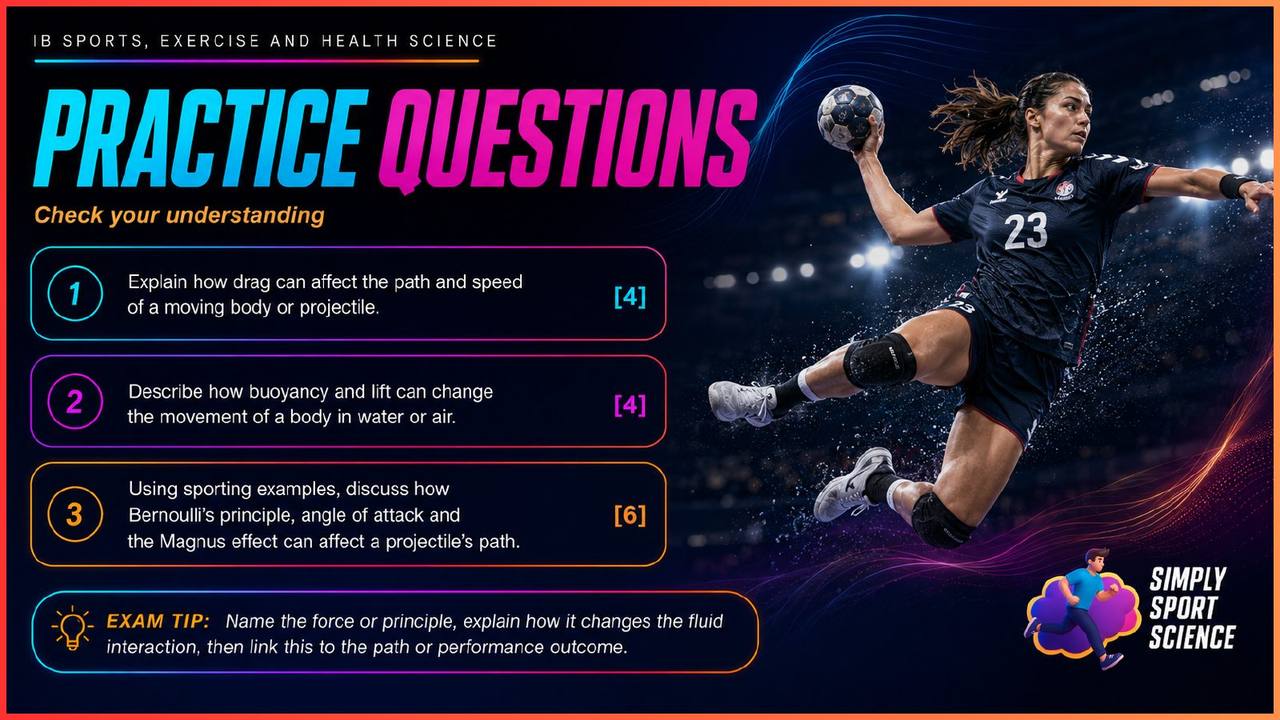 IB SPORTS, EXERCISE AND HEALTH SCIENCE
PRACTICE QUESTIONS
Check your understanding
1
Explain how drag can affect the path and speed
of a moving body or projectile.
[4]
2
Describe how buoyancy and lift can change
the movement of a body in water or air.
[4]
3
Using sporting examples, discuss how
Bernoulli's principle, angle of attack and
the Magnus effect can affect a projectile's path.
[6]
EXAM TIP: Name the force or principle, explain how it changes the fluid
interaction, then link this to the path or performance outcome.
23
23
SIMPLY
SPORT
SCIENCE